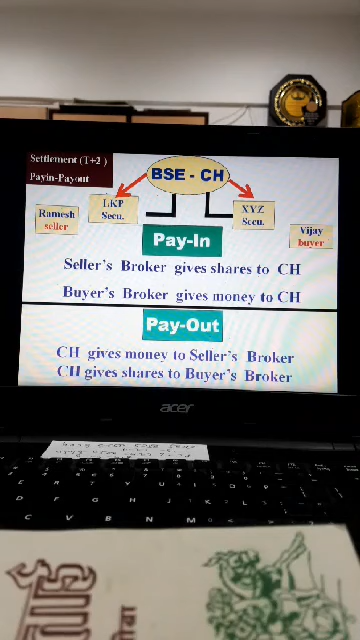 Settlement (T+2 )
Payin-Payout
BSE - CH
LKP
Secu.
XYZ
Secu.
Ramesh
seller
Vijay
buyer
Pay-In
Seller's Broker gives shares to CH
Buyer's Broker gives money to CH
Pay-Out
CH gives money to Seller's Broker
CH gives shares to Buyer's Broker
acer
E R T Y U I O P
D F G H J K L
C V B N M